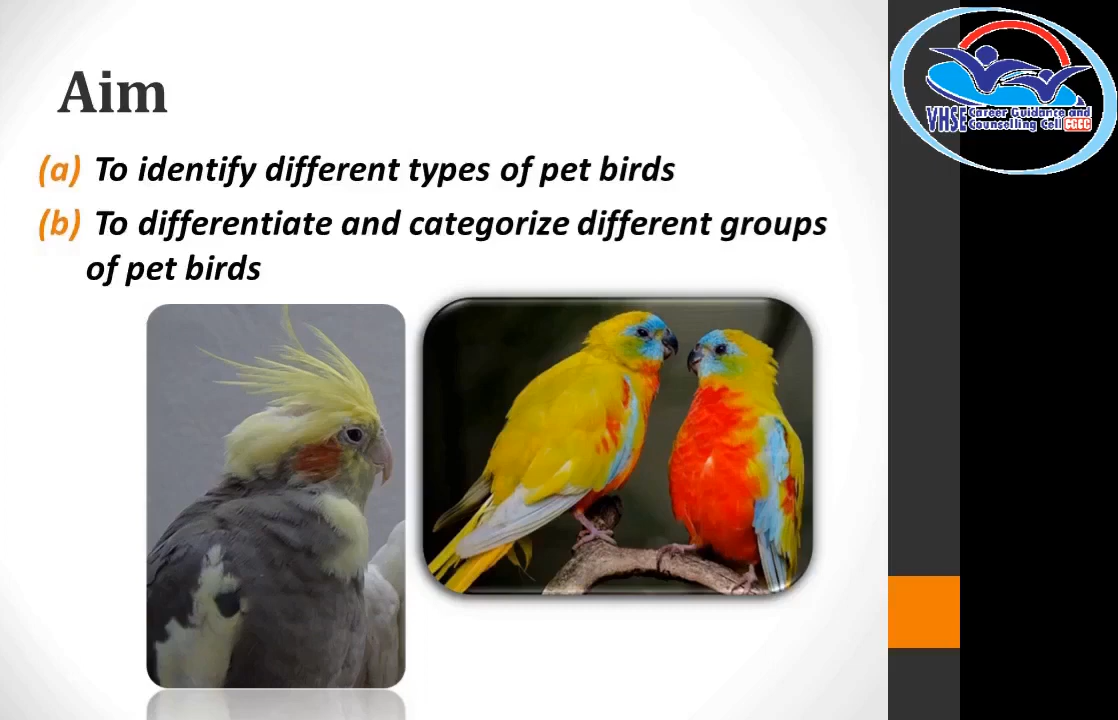 Aim
(a) To identify different types of pet birds
(b) To differentiate and categorize different groups
of pet birds
VHSE Career Guidance and
Counselling Cell CGCC